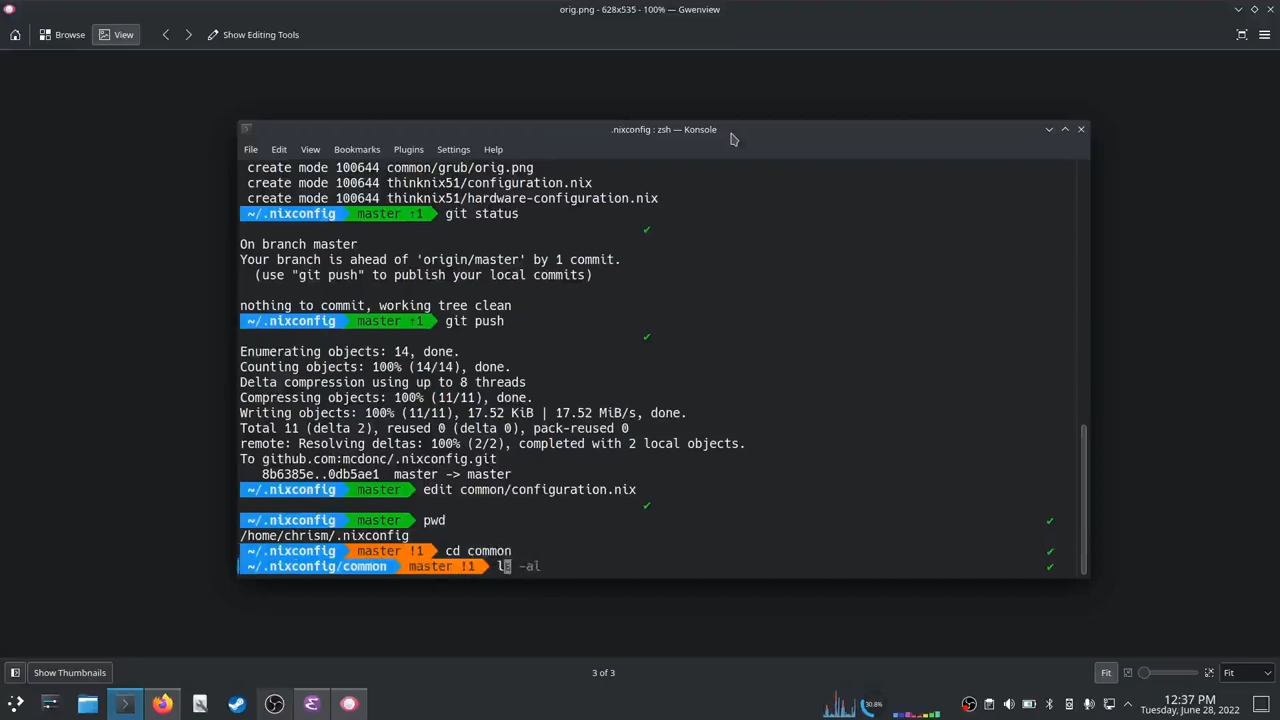 orig.png - 628x535 - 100% — Gwenview
Browse
View
Show Editing Tools
.nixconfig : zsh — Konsole
File Edit View Bookmarks Plugins Settings Help
create mode 100644 common/grub/orig.png
create mode 100644 thinknix51/configuration.nix
create mode 100644 thinknix51/hardware-configuration.nix
~/.nixconfig master ↑1 git status
✔
On branch master
Your branch is ahead of 'origin/master' by 1 commit.
(use "git push" to publish your local commits)
nothing to commit, working tree clean
~/.nixconfig master ↑1 git push
✔
Enumerating objects: 14, done.
Counting objects: 100% (14/14), done.
Delta compression using up to 8 threads
Compressing objects: 100% (11/11), done.
Writing objects: 100% (11/11), 17.52 KiB | 17.52 MiB/s, done.
Total 11 (delta 2), reused 0 (delta 0), pack-reused 0
remote: Resolving deltas: 100% (2/2), completed with 2 local objects.
To github.com:mcdonc/.nixconfig.git
8b6385e..0db5ae1 master -> master
~/.nixconfig master edit common/configuration.nix
✔
~/.nixconfig master pwd ✔
/home/chrism/.nixconfig
~/.nixconfig master !1 cd common ✔
~/.nixconfig/common master !1 ls -al ✔
Show Thumbnails
3 of 3
Fit
Fit
30.8%
12:37 PM
Tuesday, June 28, 2022